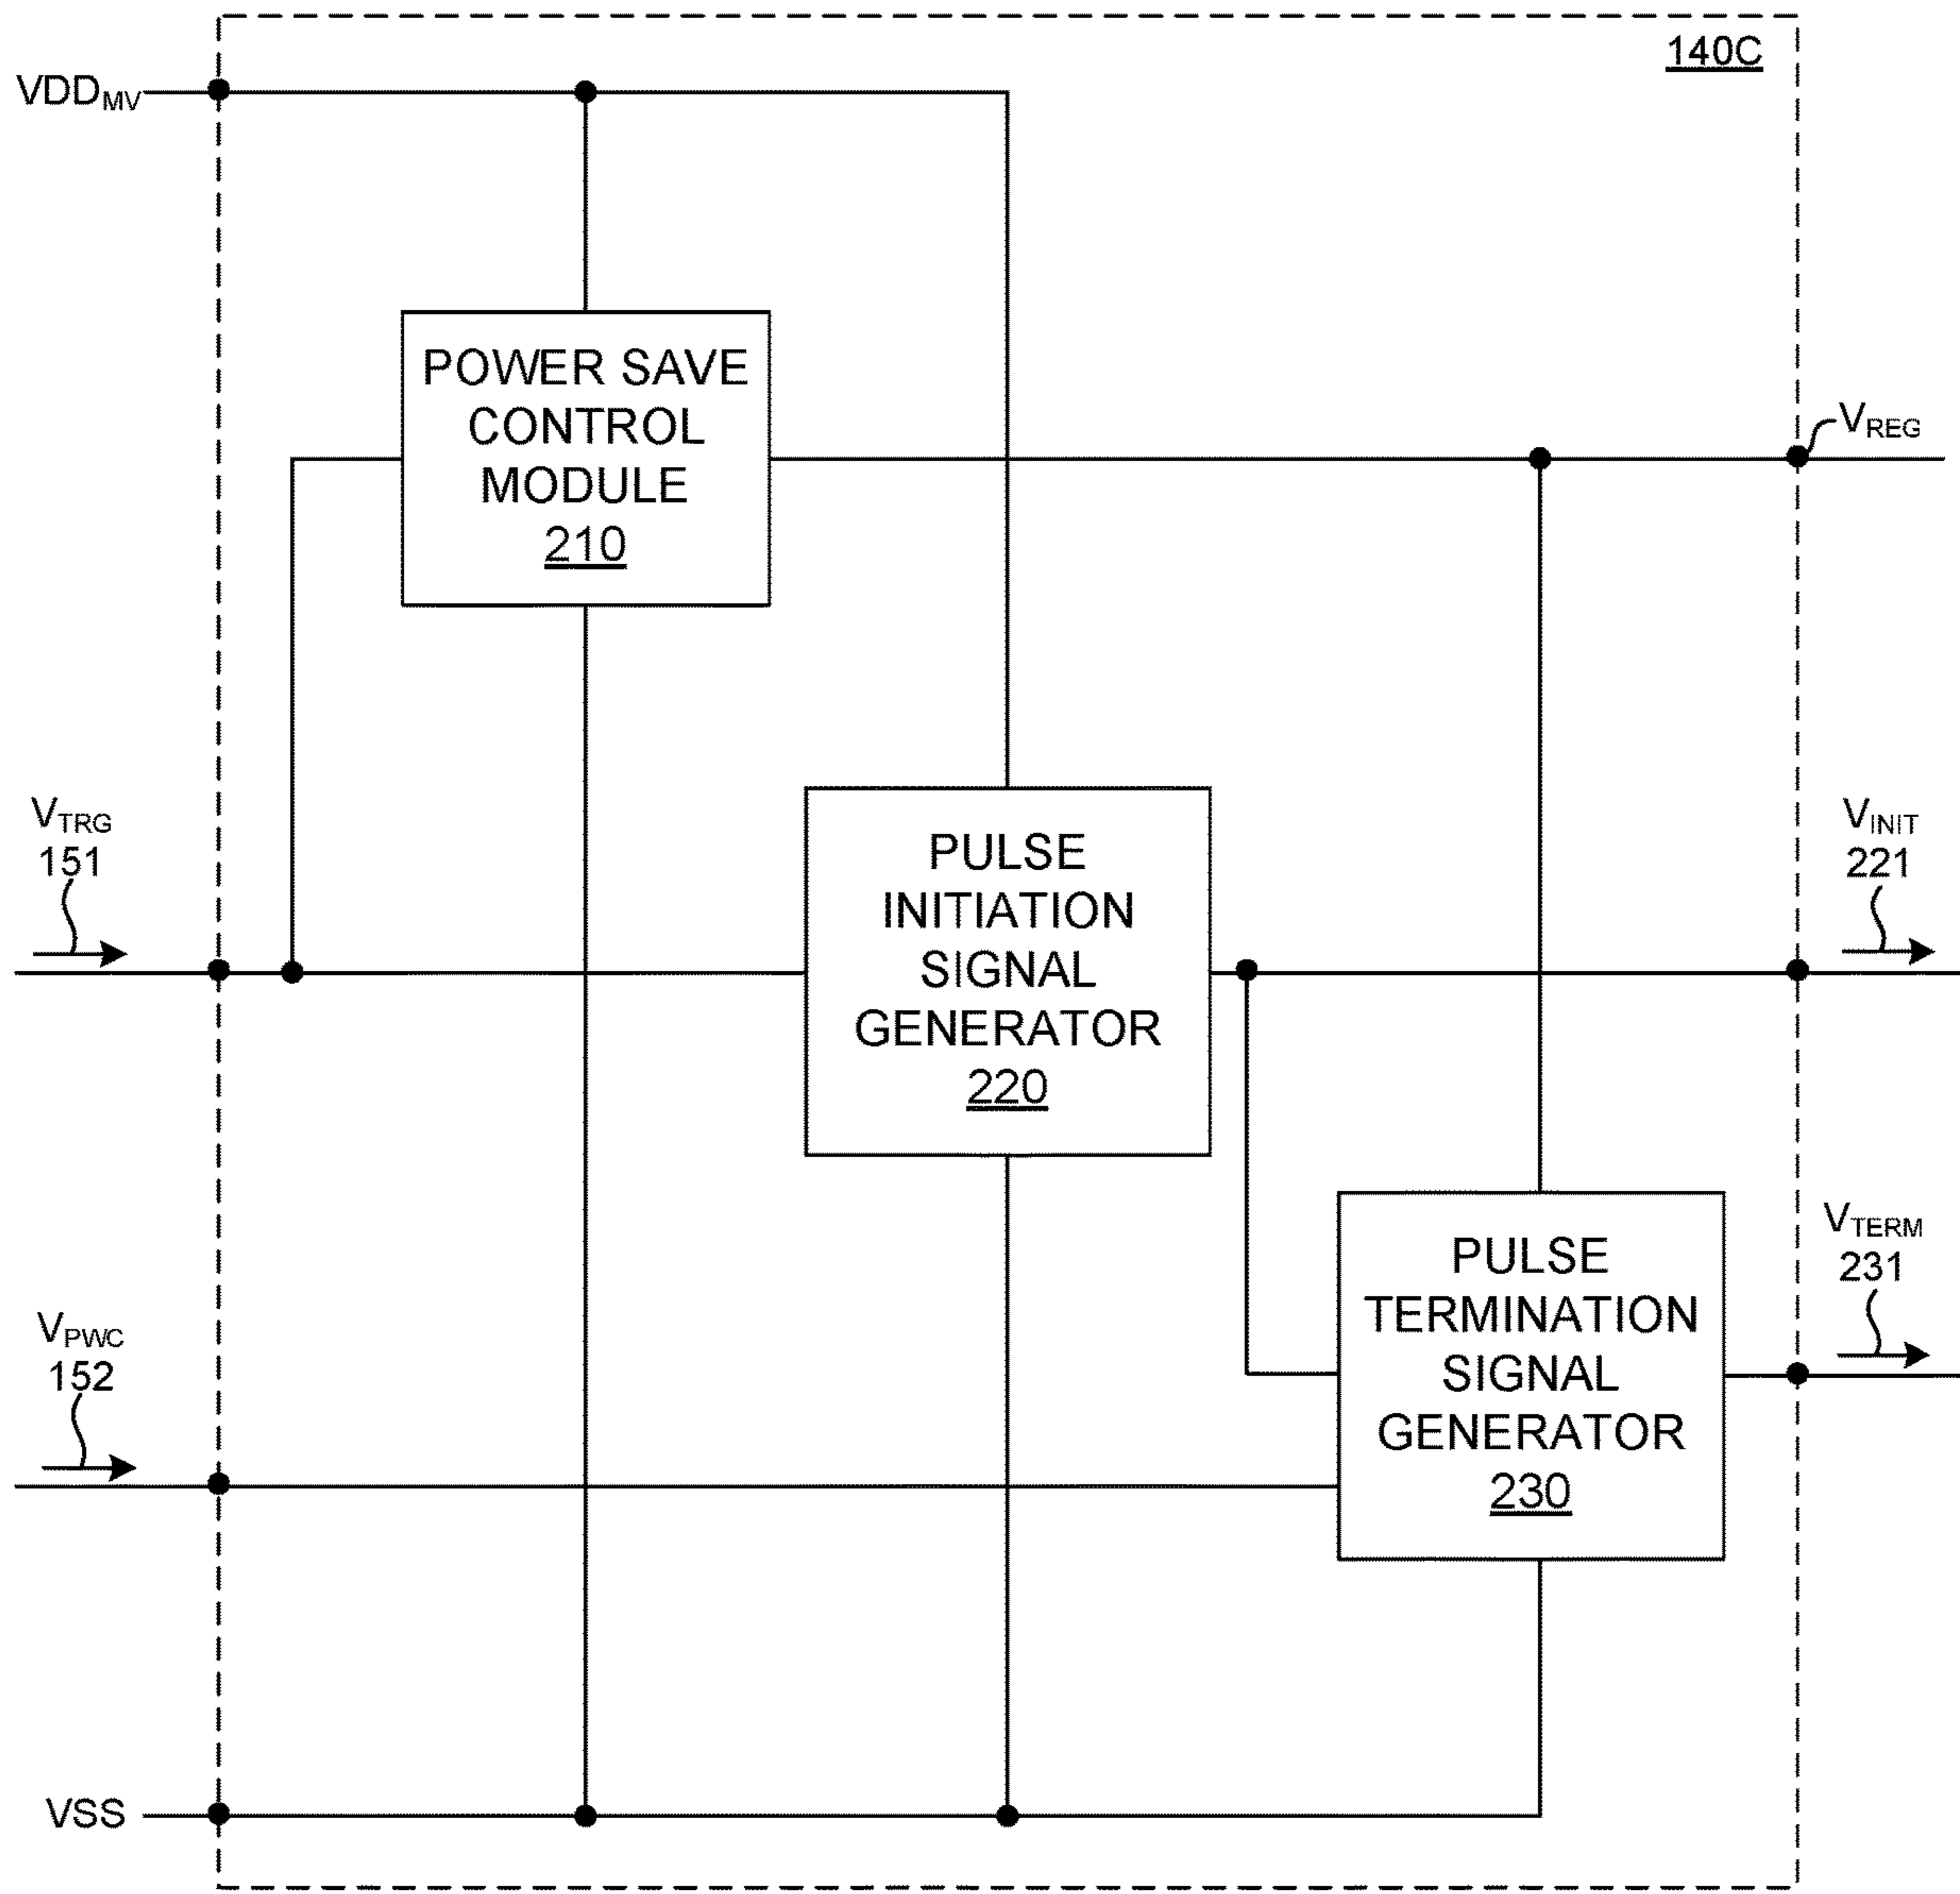 140C
VDDMV
POWER SAVE
CONTROL
MODULE
210
VREG
VTRG
151
PULSE
INITIATION
SIGNAL
GENERATOR
220
VINIT
221
VPWC
152
PULSE
TERMINATION
SIGNAL
GENERATOR
230
VTERM
231
VSS